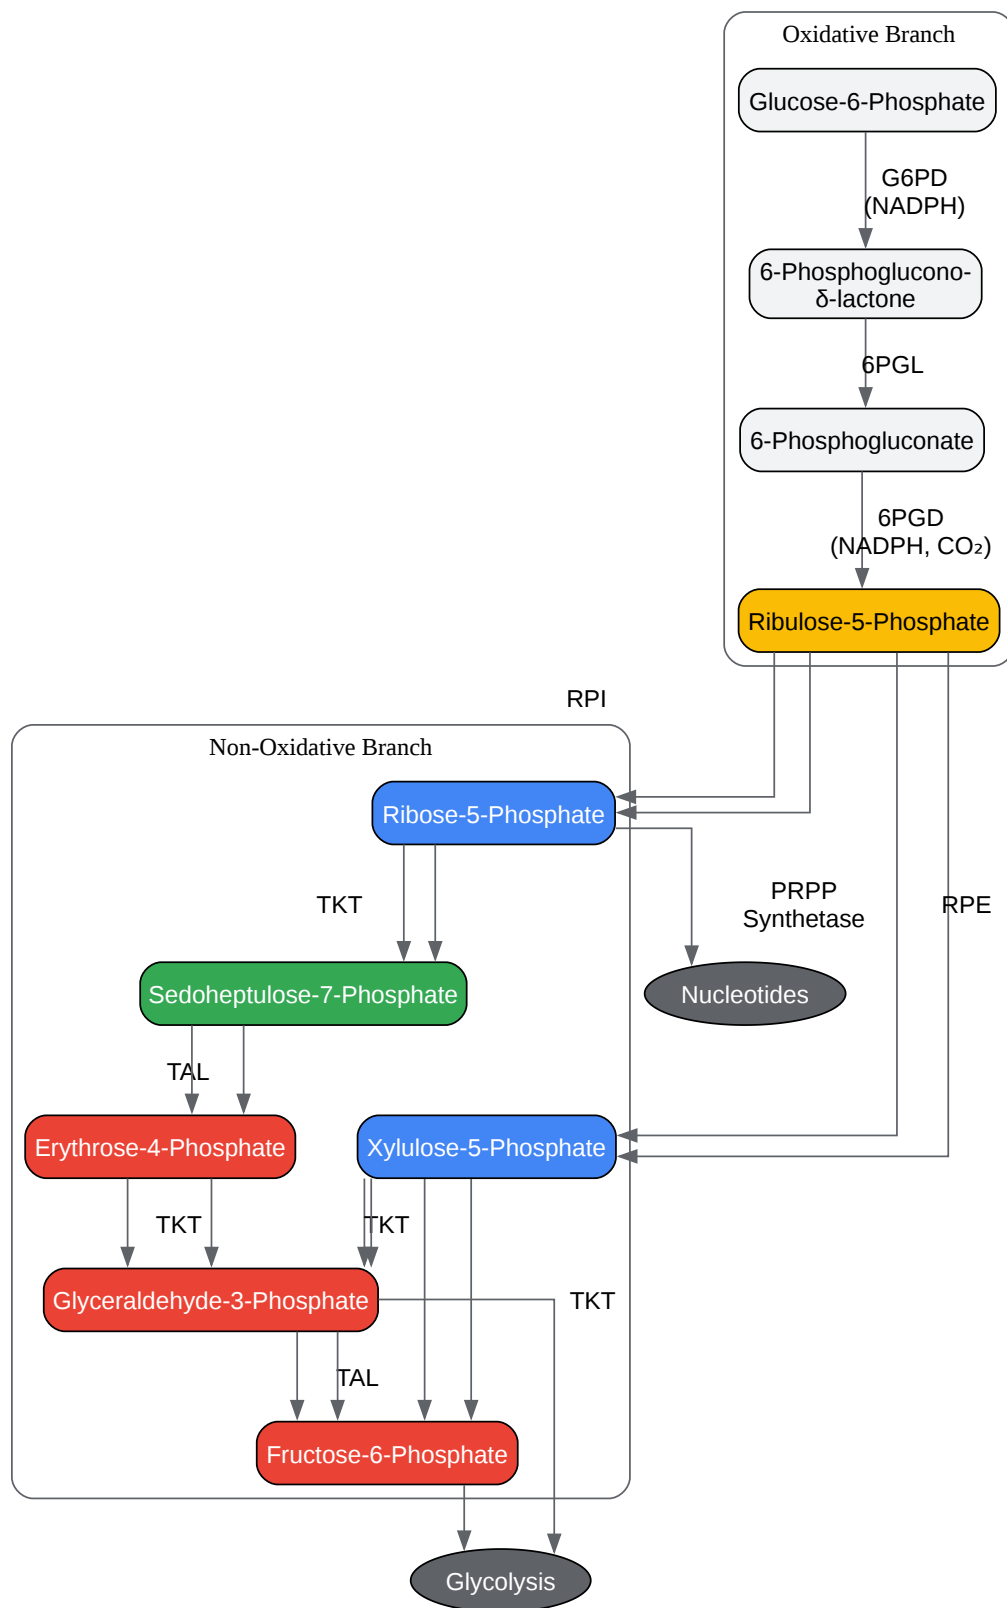 Oxidative Branch
Glucose-6-Phosphate
G6PD
(NADPH)
6-Phosphoglucono-
δ-lactone
6PGL
6-Phosphogluconate
6PGD
(NADPH, CO₂)
Ribulose-5-Phosphate
RPI
Non-Oxidative Branch
Ribose-5-Phosphate
TKT
PRPP
Synthetase
RPE
Sedoheptulose-7-Phosphate
Nucleotides
TAL
Erythrose-4-Phosphate
Xylulose-5-Phosphate
TKT
TKT
Glyceraldehyde-3-Phosphate
TKT
TAL
Fructose-6-Phosphate
Glycolysis